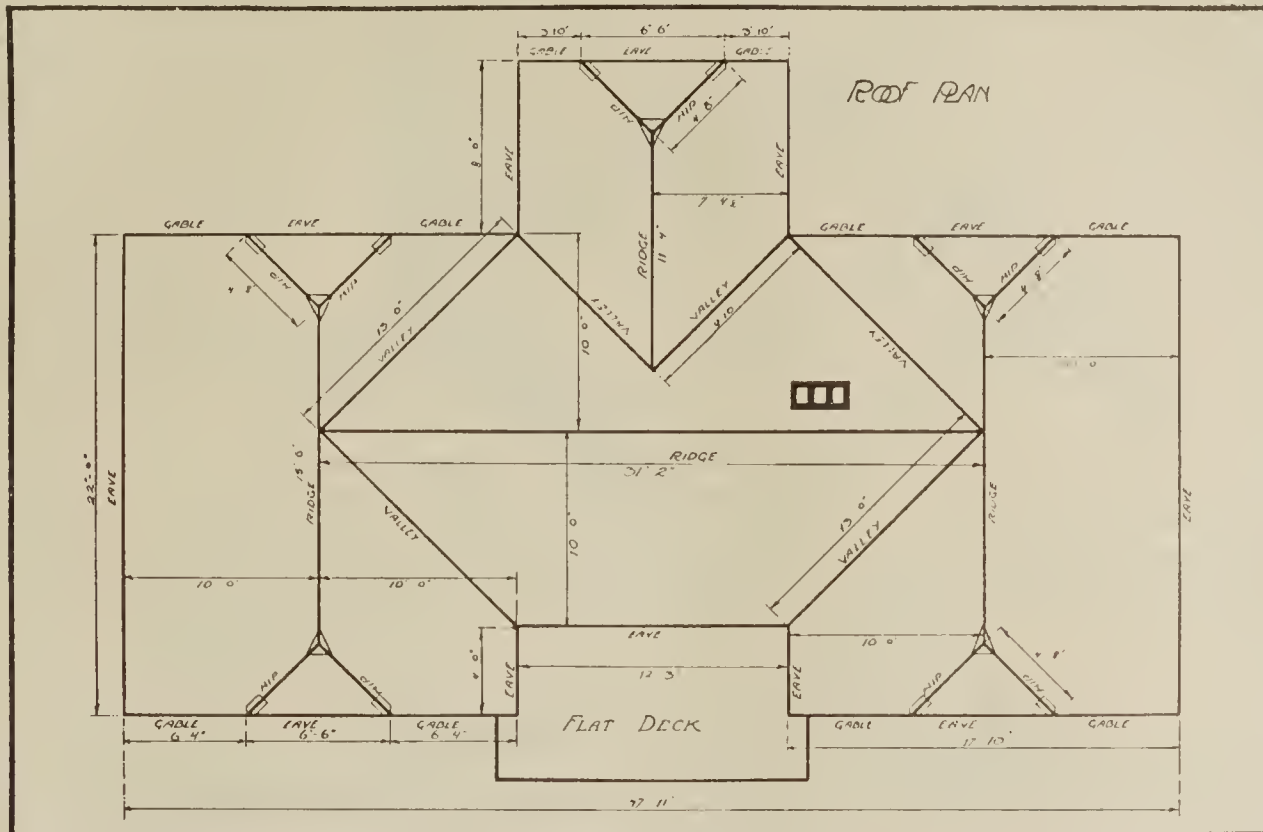 3'10" 6'6" 3'10"
GABLE EAVE GABLE
ROOF PLAN
HIP HIP
4'8"
8'0"
EAVE
EAVE
7'4½"
RIDGE
11'4"
GABLE EAVE GABLE
GABLE EAVE GABLE
HIP HIP
4'8"
HIP HIP
4'8"
13'0"
VALLEY
VALLEY
10'0"
VALLEY
4'10"
VALLEY
RIDGE
31'2"
22'-0"
EAVE
RIDGE
VALLEY
10'0"
13'0"
VALLEY
RIDGE
EAVE
10'0" 10'0"
EAVE
4'0"
EAVE
12'3"
EAVE
10'0"
HIP HIP
HIP HIP
4'8"
FLAT DECK
GABLE EAVE GABLE
6'4" 6'-6" 6'4"
GABLE EAVE GABLE
17'10"
47'11"